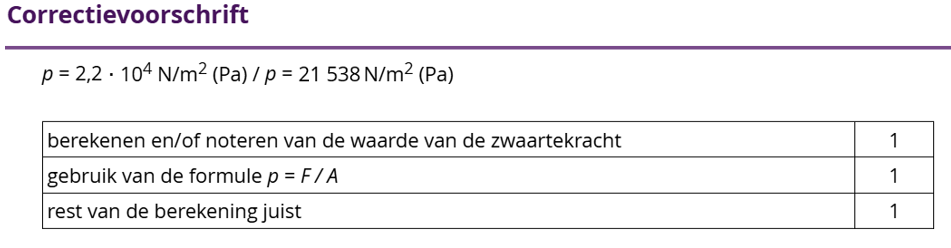 Correctievoorschrift
p = 2,2 · 10⁴ N/m² (Pa) / p = 21 538 N/m² (Pa)
berekenen en/of noteren van de waarde van de zwaartekracht 1
gebruik van de formule p = F / A 1
rest van de berekening juist 1